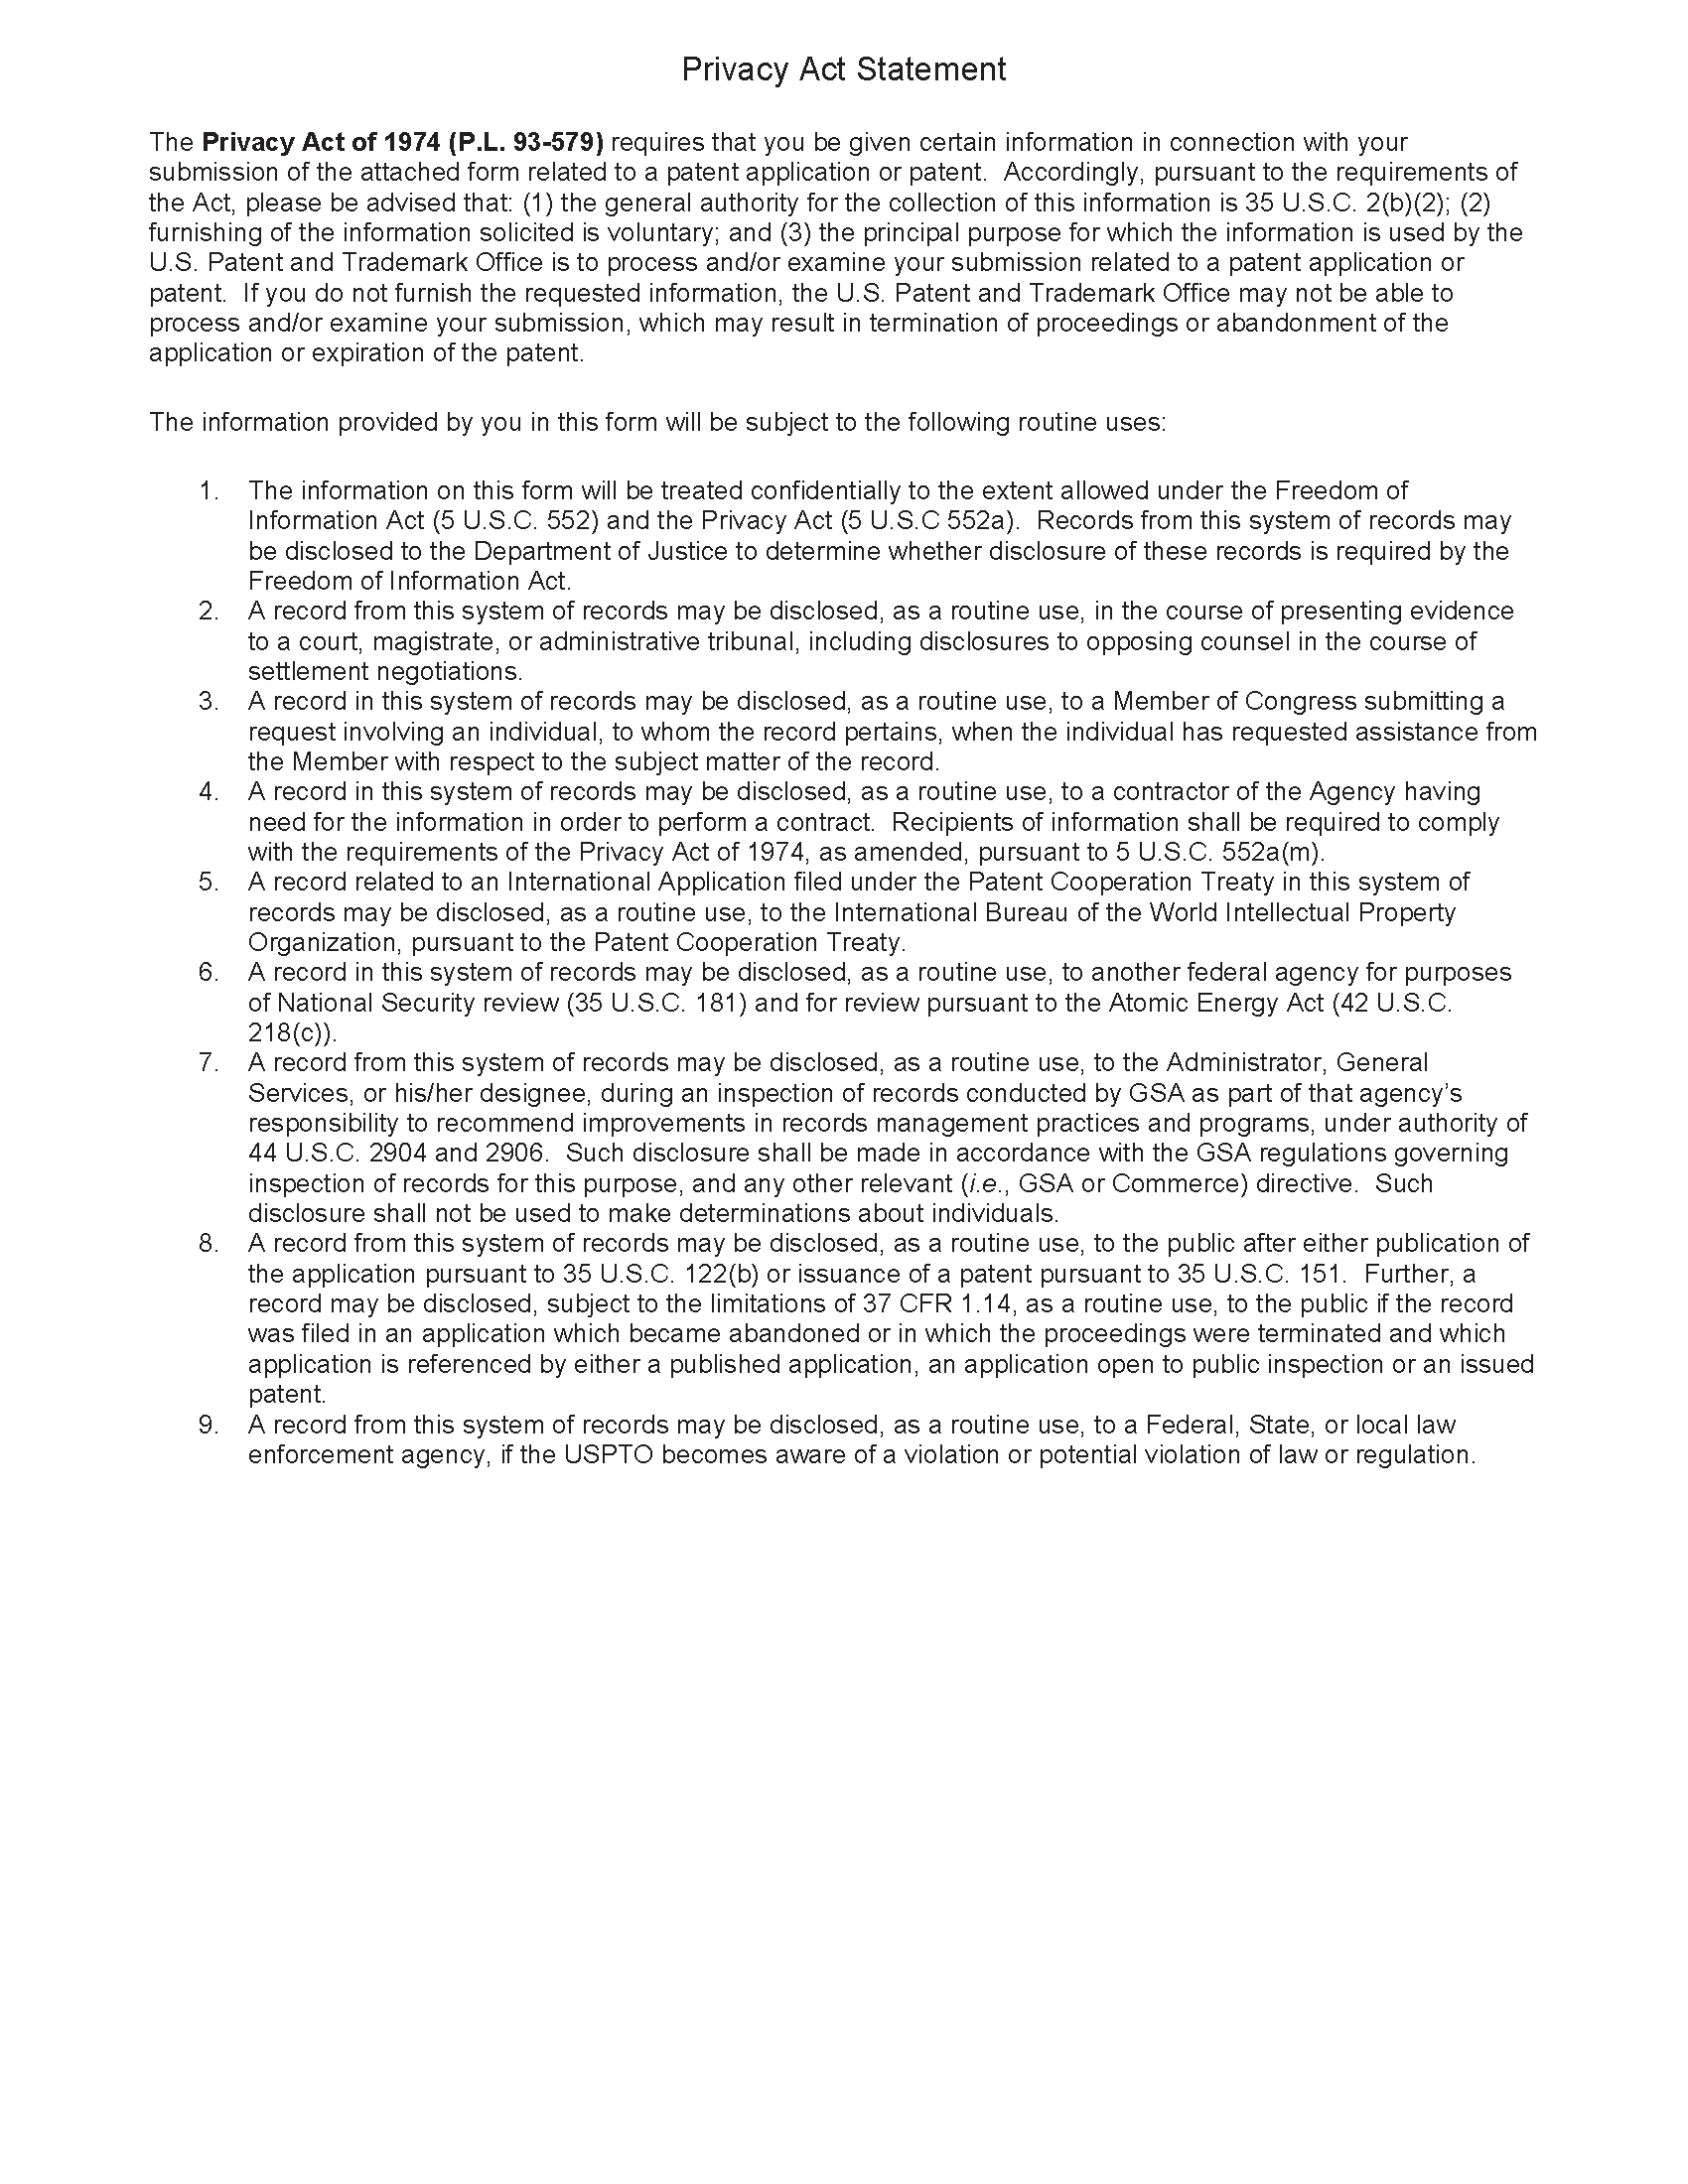 Privacy Act Statement
The Privacy Act of 1974 (P.L. 93-579) requires that you be given certain information in connection with your
submission of the attached form related to a patent application or patent.  Accordingly, pursuant to the requirements of
the Act, please be advised that: (1) the general authority for the collection of this information is 35 U.S.C. 2(b)(2); (2)
furnishing of the information solicited is voluntary; and (3) the principal purpose for which the information is used by the
U.S. Patent and Trademark Office is to process and/or examine your submission related to a patent application or
patent.  If you do not furnish the requested information, the U.S. Patent and Trademark Office may not be able to
process and/or examine your submission, which may result in termination of proceedings or abandonment of the
application or expiration of the patent.
The information provided by you in this form will be subject to the following routine uses:
1. The information on this form will be treated confidentially to the extent allowed under the Freedom of
Information Act (5 U.S.C. 552) and the Privacy Act (5 U.S.C 552a).  Records from this system of records may
be disclosed to the Department of Justice to determine whether disclosure of these records is required by the
Freedom of Information Act.
2. A record from this system of records may be disclosed, as a routine use, in the course of presenting evidence
to a court, magistrate, or administrative tribunal, including disclosures to opposing counsel in the course of
settlement negotiations.
3. A record in this system of records may be disclosed, as a routine use, to a Member of Congress submitting a
request involving an individual, to whom the record pertains, when the individual has requested assistance from
the Member with respect to the subject matter of the record.
4. A record in this system of records may be disclosed, as a routine use, to a contractor of the Agency having
need for the information in order to perform a contract.  Recipients of information shall be required to comply
with the requirements of the Privacy Act of 1974, as amended, pursuant to 5 U.S.C. 552a(m).
5. A record related to an International Application filed under the Patent Cooperation Treaty in this system of
records may be disclosed, as a routine use, to the International Bureau of the World Intellectual Property
Organization, pursuant to the Patent Cooperation Treaty.
6. A record in this system of records may be disclosed, as a routine use, to another federal agency for purposes
of National Security review (35 U.S.C. 181) and for review pursuant to the Atomic Energy Act (42 U.S.C.
218(c)).
7. A record from this system of records may be disclosed, as a routine use, to the Administrator, General
Services, or his/her designee, during an inspection of records conducted by GSA as part of that agency’s
responsibility to recommend improvements in records management practices and programs, under authority of
44 U.S.C. 2904 and 2906.  Such disclosure shall be made in accordance with the GSA regulations governing
inspection of records for this purpose, and any other relevant (i.e., GSA or Commerce) directive.  Such
disclosure shall not be used to make determinations about individuals.
8. A record from this system of records may be disclosed, as a routine use, to the public after either publication of
the application pursuant to 35 U.S.C. 122(b) or issuance of a patent pursuant to 35 U.S.C. 151.  Further, a
record may be disclosed, subject to the limitations of 37 CFR 1.14, as a routine use, to the public if the record
was filed in an application which became abandoned or in which the proceedings were terminated and which
application is referenced by either a published application, an application open to public inspection or an issued
patent.
9. A record from this system of records may be disclosed, as a routine use, to a Federal, State, or local law
enforcement agency, if the USPTO becomes aware of a violation or potential violation of law or regulation.